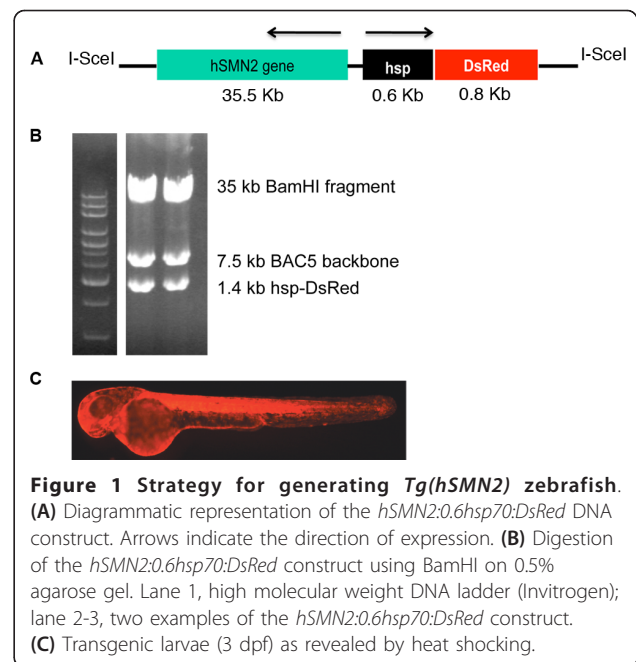 A I-SceI hSMN2 gene hsp DsRed I-SceI
35.5 Kb 0.6 Kb 0.8 Kb
B
35 kb BamHI fragment
7.5 kb BAC5 backbone
1.4 kb hsp-DsRed
C
Figure 1 Strategy for generating Tg(hSMN2) zebrafish.
(A) Diagrammatic representation of the hSMN2:0.6hsp70:DsRed DNA
construct. Arrows indicate the direction of expression. (B) Digestion
of the hSMN2:0.6hsp70:DsRed construct using BamHI on 0.5%
agarose gel. Lane 1, high molecular weight DNA ladder (Invitrogen);
lane 2-3, two examples of the hSMN2:0.6hsp70:DsRed construct.
(C) Transgenic larvae (3 dpf) as revealed by heat shocking.